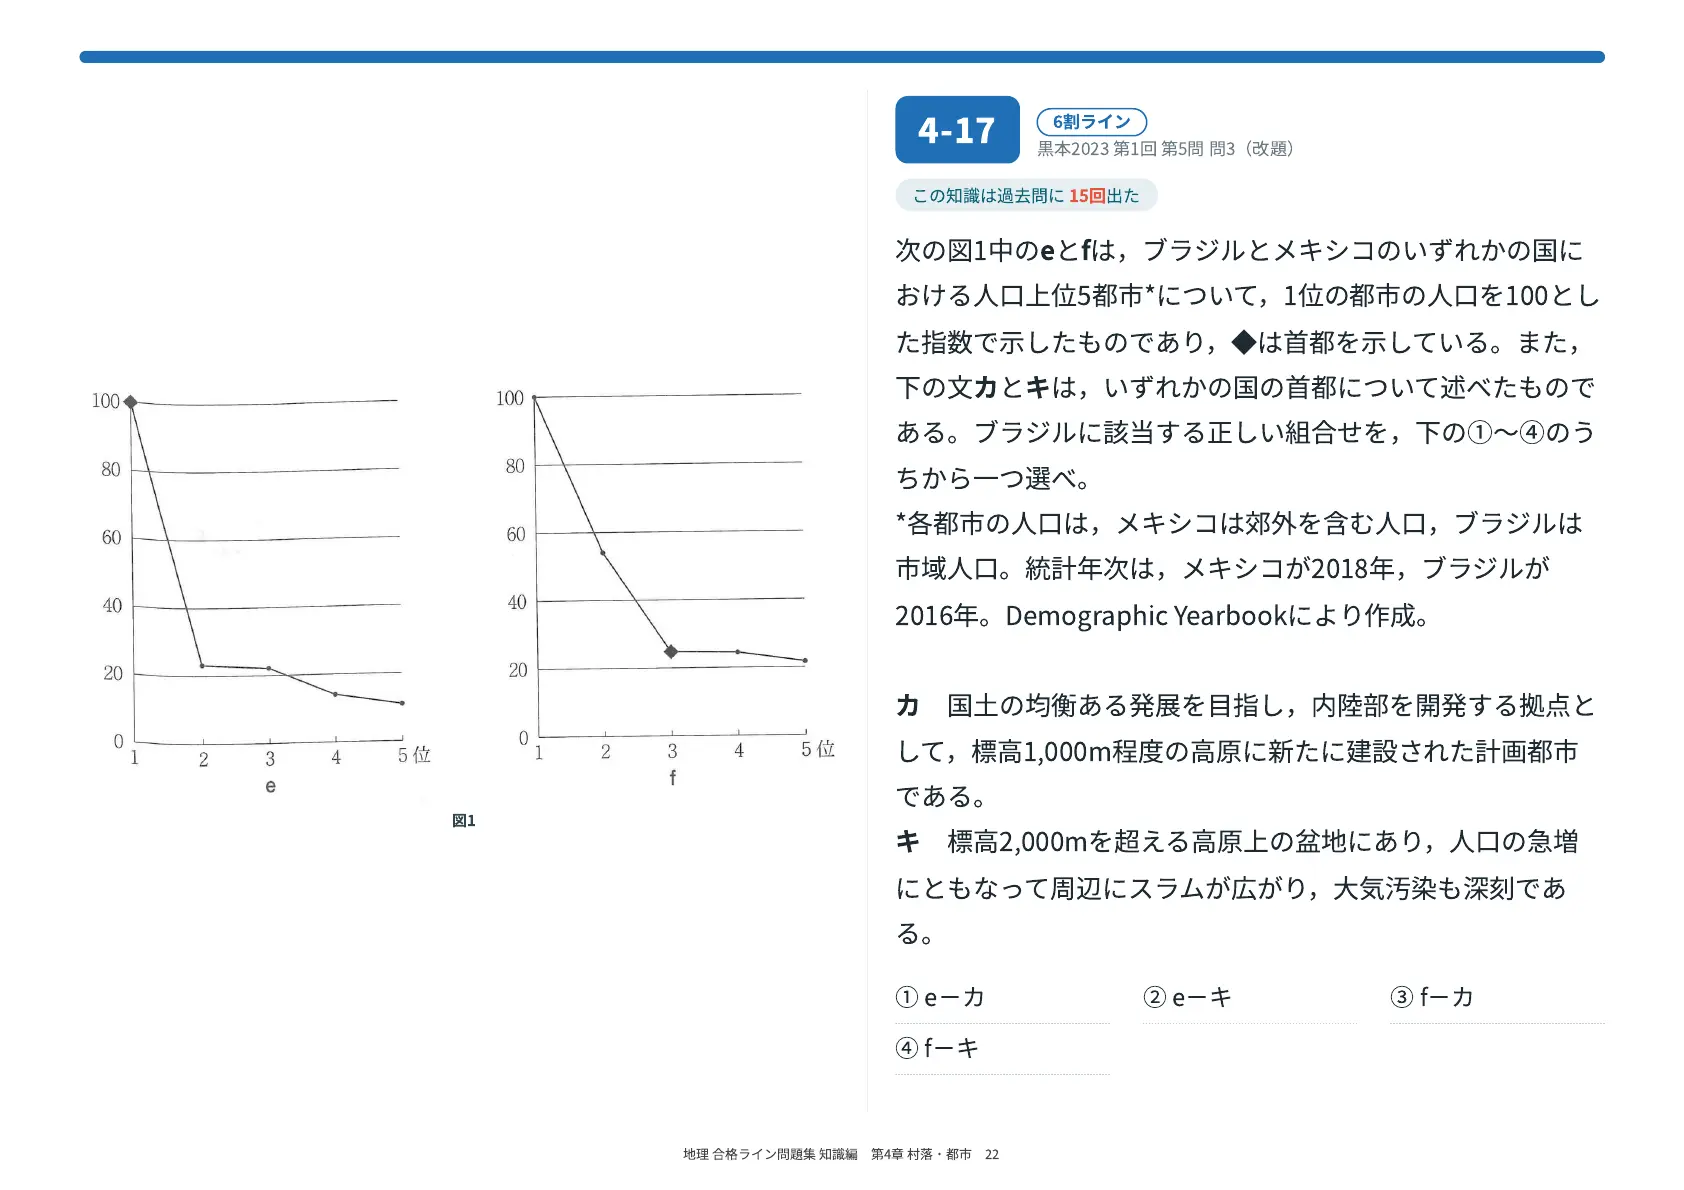 100
80
60
40
20
0
1 2 3 4 5位
e
100
80
60
40
20
0
1 2 3 4 5位
f
図1
4-17
6割ライン
黒本2023 第1回 第5問 問3（改題）
この知識は過去問に 15回出た
次の図1中のeとfは，ブラジルとメキシコのいずれかの国に
おける人口上位5都市*について，1位の都市の人口を100とし
た指数で示したものであり，◆は首都を示している。また，
下の文カとキは，いずれかの国の首都について述べたもので
ある。ブラジルに該当する正しい組合せを，下の①〜④のう
ちから一つ選べ。
*各都市の人口は，メキシコは郊外を含む人口，ブラジルは
市域人口。統計年次は，メキシコが2018年，ブラジルが
2016年。Demographic Yearbookにより作成。
カ　国土の均衡ある発展を目指し，内陸部を開発する拠点と
して，標高1,000m程度の高原に新たに建設された計画都市
である。
キ　標高2,000mを超える高原上の盆地にあり，人口の急増
にともなって周辺にスラムが広がり，大気汚染も深刻であ
る。
① eーカ ② eーキ ③ fーカ
④ fーキ
地理 合格ライン問題集 知識編　第4章 村落・都市　22